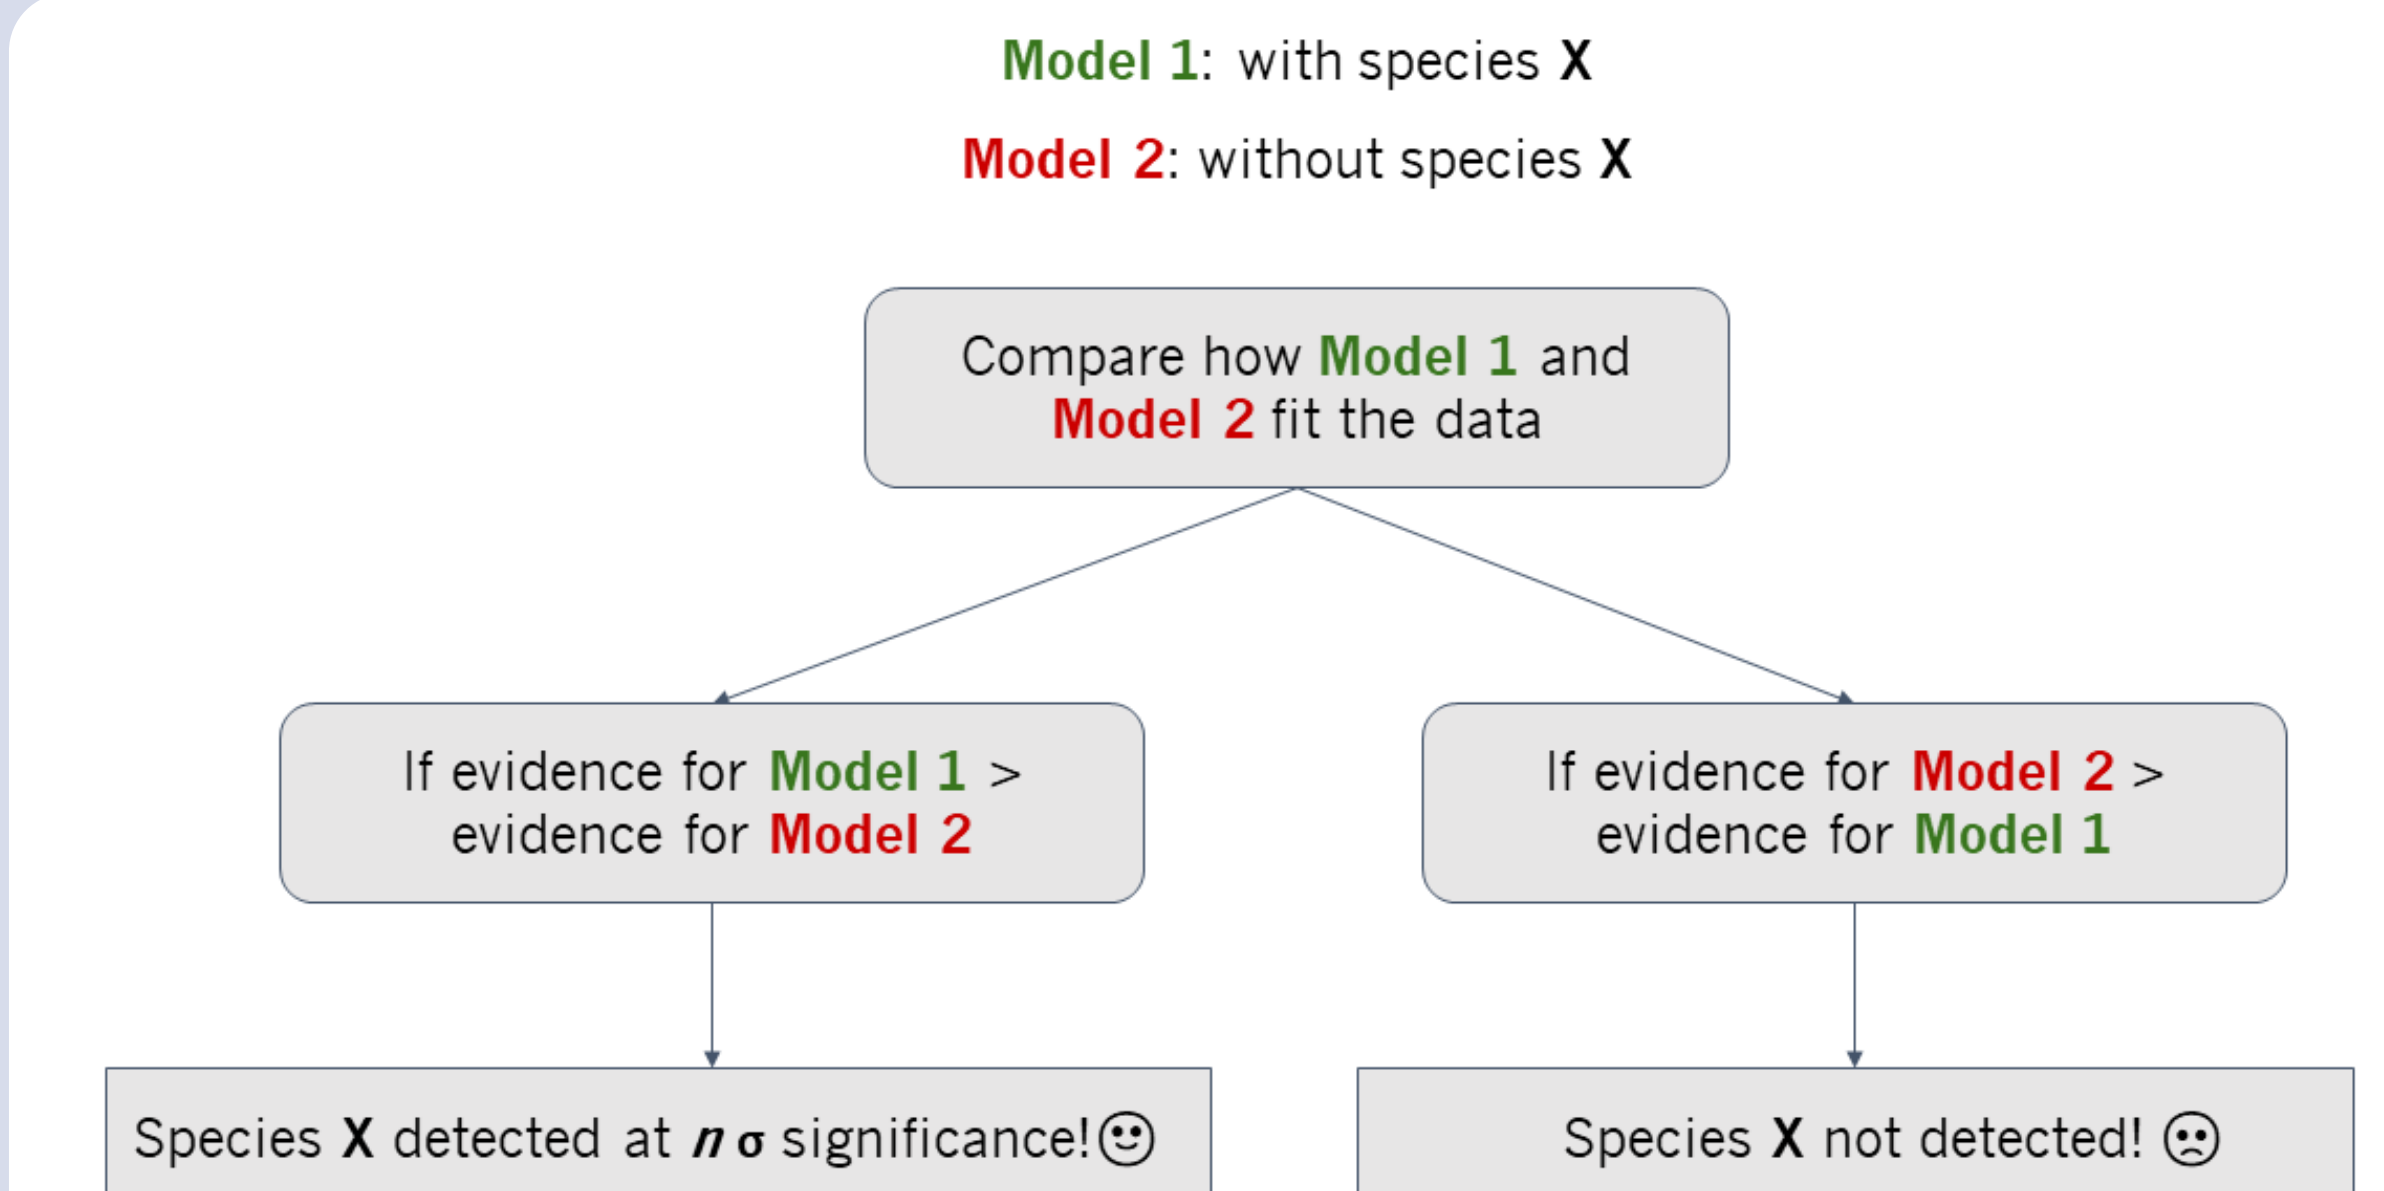 Model 1: with species X
Model 2: without species X
Compare how Model 1 and
Model 2 fit the data
If evidence for Model 1 >
evidence for Model 2
If evidence for Model 2 >
evidence for Model 1
Species X detected at n σ significance!
Species X not detected!